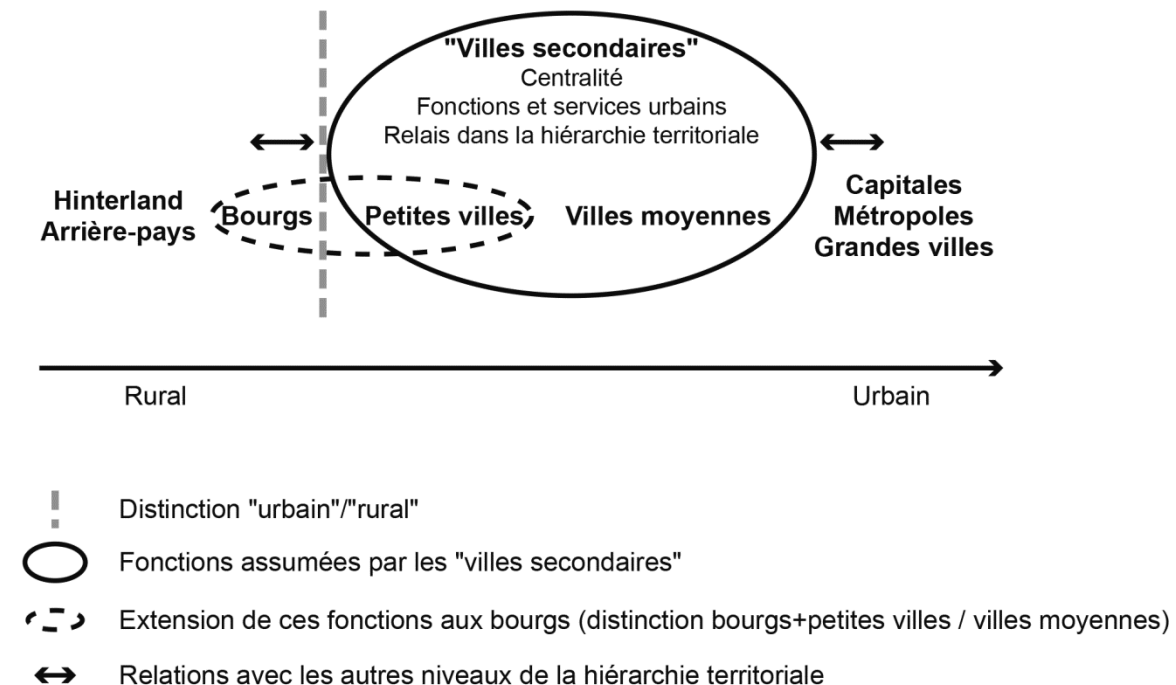 "Villes secondaires"
Centralité
Fonctions et services urbains
Relais dans la hiérarchie territoriale
Hinterland
Arrière-pays
Bourgs
Petites villes
Villes moyennes
Capitales
Métropoles
Grandes villes
Rural
Urbain
Distinction "urbain"/"rural"
Fonctions assumées par les "villes secondaires"
Extension de ces fonctions aux bourgs (distinction bourgs+petites villes / villes moyennes)
Relations avec les autres niveaux de la hiérarchie territoriale